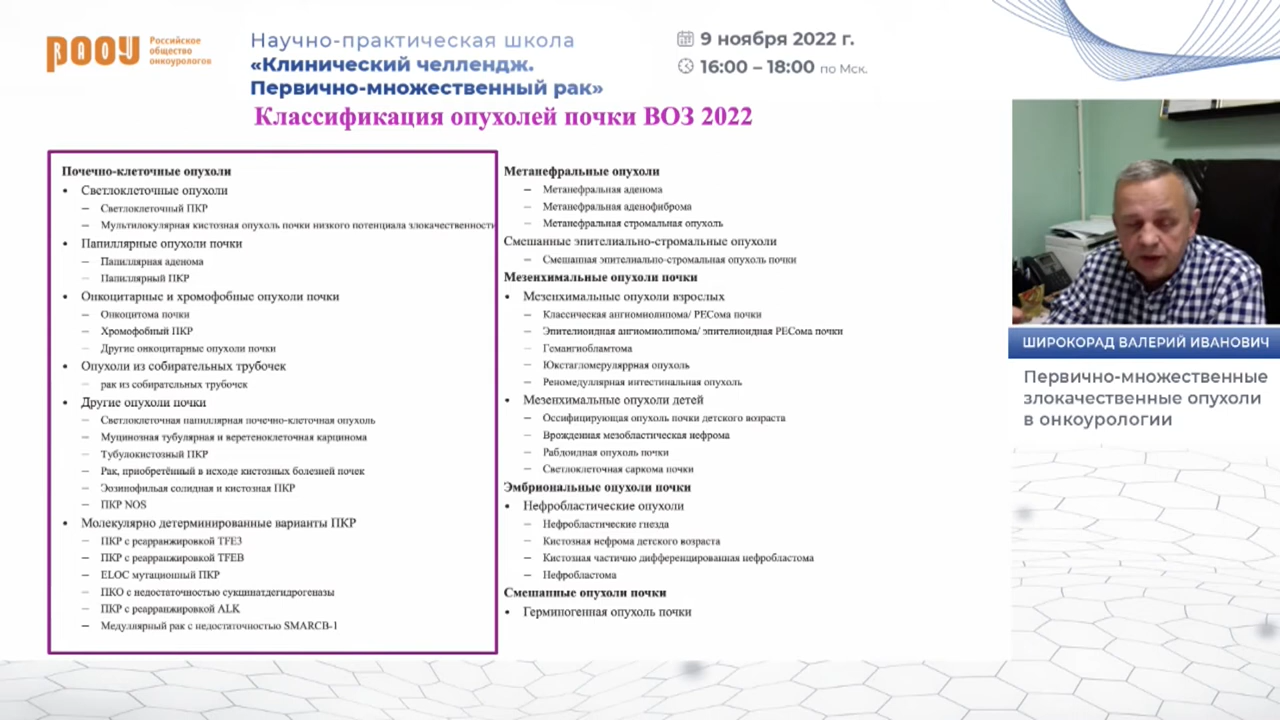 РАОУ
Российское
общество
онкоурологов
Научно-практическая школа
«Клинический челлендж.
Первично-множественный рак»
9 ноября 2022 г.
16:00 – 18:00 по Мск.
Классификация опухолей почки ВОЗ 2022
Почечно-клеточные опухоли
• Светлоклеточные опухоли
– Светлоклеточный ПКР
– Мультилокулярная кистозная опухоль почки низкого потенциала злокачественности
• Папиллярные опухоли почки
– Папиллярная аденома
– Папиллярный ПКР
• Онкоцитарные и хромофобные опухоли почки
– Онкоцитома почки
– Хромофобный ПКР
– Другие онкоцитарные опухоли почки
• Опухоли из собирательных трубочек
– рак из собирательных трубочек
• Другие опухоли почки
– Светлоклеточная папиллярная почечно-клеточная опухоль
– Муцинозная тубулярная и веретеноклеточная карцинома
– Тубулокистозный ПКР
– Рак, приобретённый в исходе кистозных болезней почек
– Эозинофильая солидная и кистозная ПКР
– ПКР NOS
• Молекулярно детерминированные варианты ПКР
– ПКР с реарранжировкой TFE3
– ПКР с реарранжировкой TFEB
– ELOC мутационный ПКР
– ПКО с недостаточностью сукцинатдегидрогеназы
– ПКР с реарранжировкой ALK
– Медуллярный рак с недостаточностью SMARCB-1
Метанефральные опухоли
– Метанефральная аденома
– Метанефральная аденофиброма
– Метанефральная стромальная опухоль
Смешанные эпителиально-стромальные опухоли
– Смешанная эпителиально-стромальная опухоль почки
Мезенхимальные опухоли почки
• Мезенхимальные опухоли взрослых
– Классическая ангиомиолипома/ PEСома почки
– Эпителиоидная ангиомиолипома/ эпителиоидная PEСома почки
– Гемангиобламтома
– Юкстагломерулярная опухоль
– Реномедуллярная интестинальная опухоль
• Мезенхимальные опухоли детей
– Оссифицирующая опухоль почки детского возраста
– Врожденная мезобластическая нефрома
– Рабдоидная опухоль почки
– Светлоклеточная саркома почки
Эмбриональные опухоли почки
• Нефробластические опухоли
– Нефробластические гнезда
– Кистозная нефрома детского возраста
– Кистозная частично дифференцированная нефробластома
– Нефробластома
Смешанные опухоли почки
• Герминогенная опухоль почки
ШИРОКОРАД ВАЛЕРИЙ ИВАНОВИЧ
Первично-множественные
злокачественные опухоли
в онкоурологии